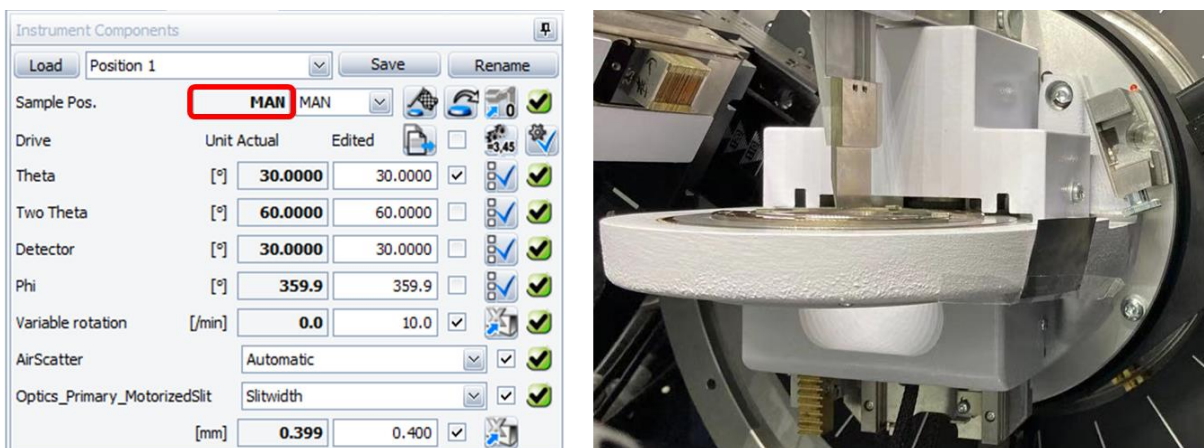 Instrument Components
Load Position 1 Save Rename
Sample Pos. MAN MAN 0
Drive Unit Actual Edited =3,45
Theta [°] 30.0000 30.0000
Two Theta [°] 60.0000 60.0000
Detector [°] 30.0000 30.0000
Phi [°] 359.9 359.9
Variable rotation [/min] 0.0 10.0
AirScatter Automatic
Optics_Primary_MotorizedSlit Slitwidth
[mm] 0.399 0.400